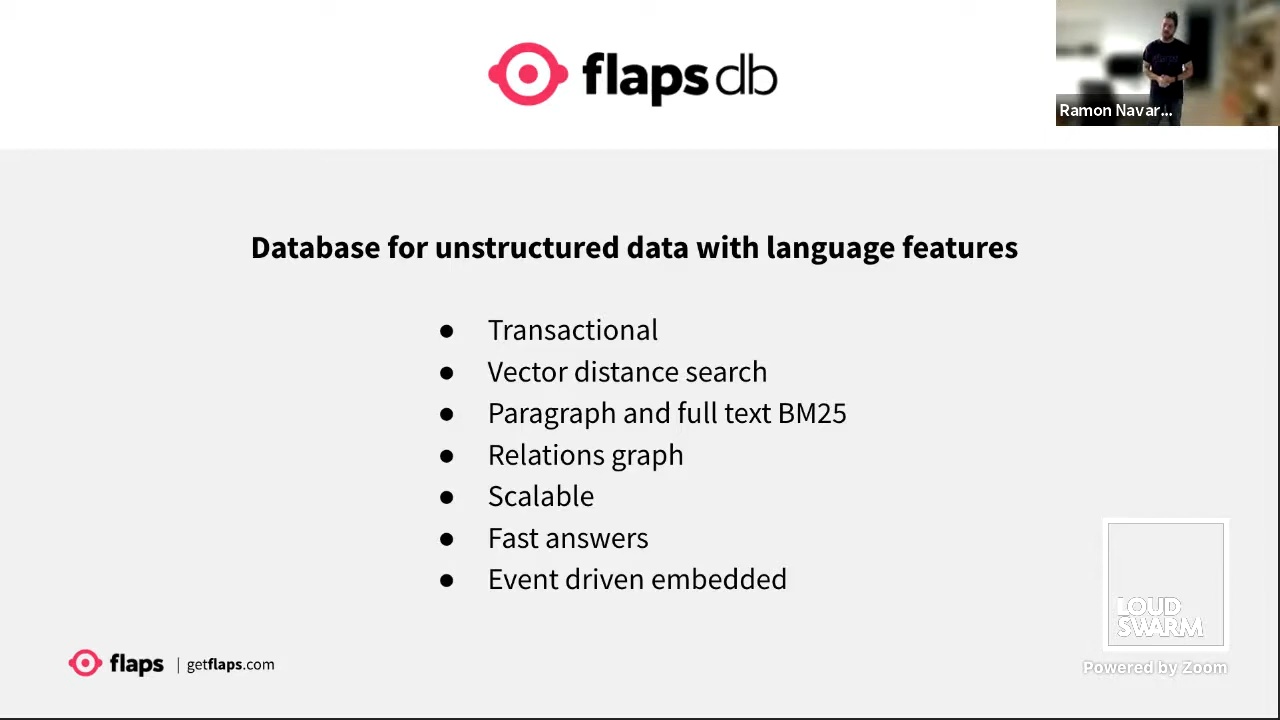 flaps db
Ramon Navar...
Database for unstructured data with language features
● Transactional
● Vector distance search
● Paragraph and full text BM25
● Relations graph
● Scalable
● Fast answers
● Event driven embedded
LOUD
SWARM
Powered by Zoom
flaps | getflaps.com